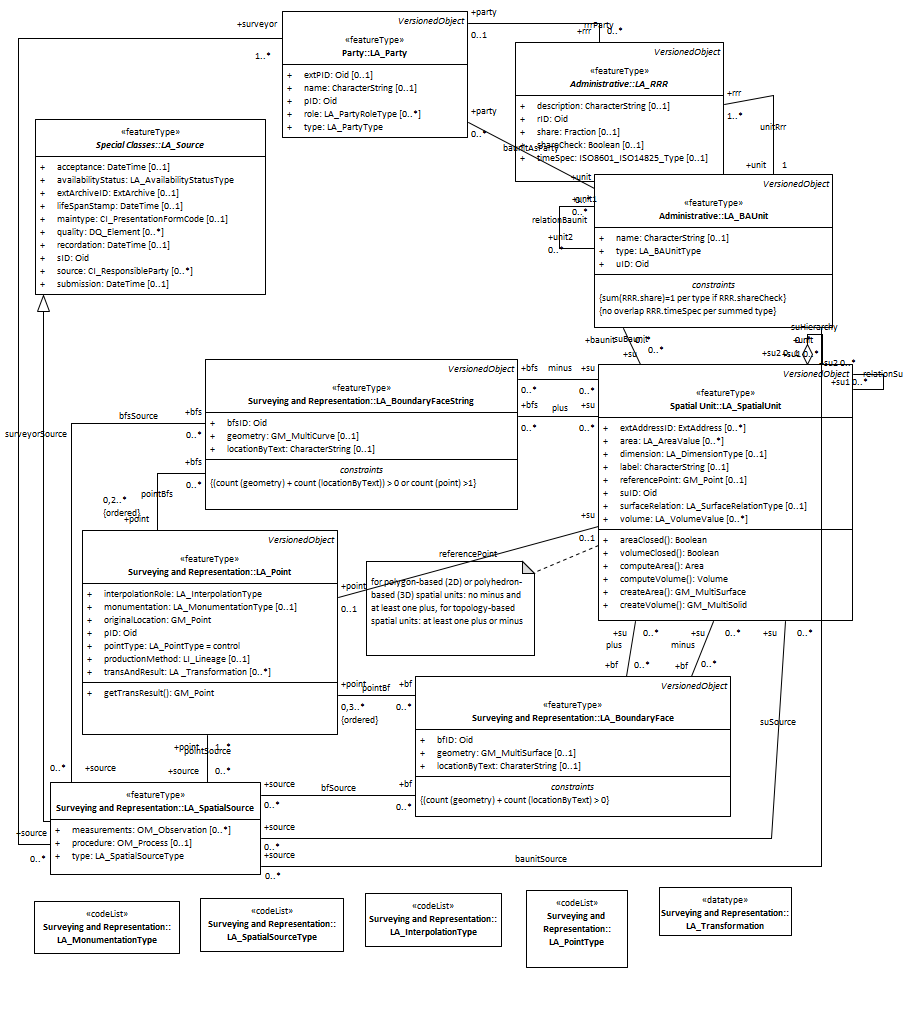 +party
0..1
rrrParty
+rrr
0..*
+surveyor
1..*
VersionedObject
«featureType»
Party::LA_Party
+ extPID: Oid [0..1]
+ name: CharacterString [0..1]
+ pID: Oid
+ role: LA_PartyRoleType [0..*]
+ type: LA_PartyType
VersionedObject
«featureType»
Administrative::LA_RRR
+ description: CharacterString [0..1]
+ rID: Oid
+ share: Fraction [0..1]
+ shareCheck: Boolean [0..1]
+ timeSpec: ISO8601_ISO14825_Type [0..1]
+rrr
1..*
unitRrr
+unit 1
+party
0..*
baunitAsParty
+unit
0..*
+unit1
0..*
relationBaunit
+unit2
0..*
«featureType»
Special Classes::LA_Source
+ acceptance: DateTime [0..1]
+ availabilityStatus: LA_AvailabilityStatusType
+ extArchiveID: ExtArchive [0..1]
+ lifeSpanStamp: DateTime [0..1]
+ maintype: CI_PresentationFormCode [0..1]
+ quality: DQ_Element [0..*]
+ recordation: DateTime [0..1]
+ sID: Oid
+ source: CI_ResponsibleParty [0..*]
+ submission: DateTime [0..1]
VersionedObject
«featureType»
Administrative::LA_BAUnit
+ name: CharacterString [0..1]
+ type: LA_BAUnitType
+ uID: Oid
constraints
{sum(RRR.share)=1 per type if RRR.shareCheck}
{no overlap RRR.timeSpec per summed type}
+baunit
suBaunit
0..*
+su
suHierarchy
+unit
0..*
+su2 0..1
+su1
0..*
+su2 0..*
relationSu
+su1 0..*
VersionedObject
«featureType»
Surveying and Representation::LA_BoundaryFaceString
+ bfsID: Oid
+ geometry: GM_MultiCurve [0..1]
+ locationByText: CharacterString [0..1]
constraints
{(count (geometry) + count (locationByText)) > 0 or count (point) >1}
+bfs minus +su
0..* 0..*
+bfs plus +su
0..* 0..*
VersionedObject
«featureType»
Spatial Unit::LA_SpatialUnit
+ extAddressID: ExtAddress [0..*]
+ area: LA_AreaValue [0..*]
+ dimension: LA_DimensionType [0..1]
+ label: CharacterString [0..1]
+ referencePoint: GM_Point [0..1]
+ suID: Oid
+ surfaceRelation: LA_SurfaceRelationType [0..1]
+ volume: LA_VolumeValue [0..*]
+ areaClosed(): Boolean
+ volumeClosed(): Boolean
+ computeArea(): Area
+ computeVolume(): Volume
+ createArea(): GM_MultiSurface
+ createVolume(): GM_MultiSolid
surveyorSource
bfsSource
+bfs
0..*
+bfs
0..*
pointBfs
0,2..*
{ordered}
+point
+su
0..1
referencePoint
+point
0..1
VersionedObject
«featureType»
Surveying and Representation::LA_Point
+ interpolationRole: LA_InterpolationType
+ monumentation: LA_MonumentationType [0..1]
+ originalLocation: GM_Point
+ pID: Oid
+ pointType: LA_PointType = control
+ productionMethod: LI_Lineage [0..1]
+ transAndResult: LA _Transformation [0..*]
+ getTransResult(): GM_Point
for polygon-based (2D) or polyhedron-
based (3D) spatial units: no minus and
at least one plus, for topology-based
spatial units: at least one plus or minus
+su 0..*
plus
+bf 0..*
+su 0..*
minus
+bf 0..*
+su 0..*
suSource
+point
pointBf
+bf
0,3..*
{ordered}
0..*
VersionedObject
«featureType»
Surveying and Representation::LA_BoundaryFace
+ bfID: Oid
+ geometry: GM_MultiSurface [0..1]
+ locationByText: CharaterString [0..1]
constraints
{(count (geometry) + count (locationByText) > 0}
+point 1..*
pointSource
+source 0..*
0..* +source
«featureType»
Surveying and Representation::LA_SpatialSource
+ measurements: OM_Observation [0..*]
+ procedure: OM_Process [0..1]
+ type: LA_SpatialSourceType
+source
0..*
+source bfSource +bf
0..* 0..*
+source
0..*
+source
0..*
baunitSource
«codeList»
Surveying and Representation::
LA_MonumentationType
«codeList»
Surveying and Representation::
LA_SpatialSourceType
«codeList»
Surveying and Representation::
LA_InterpolationType
«codeList»
Surveying and
Representation::
LA_PointType
«datatype»
Surveying and Representation::
LA_Transformation